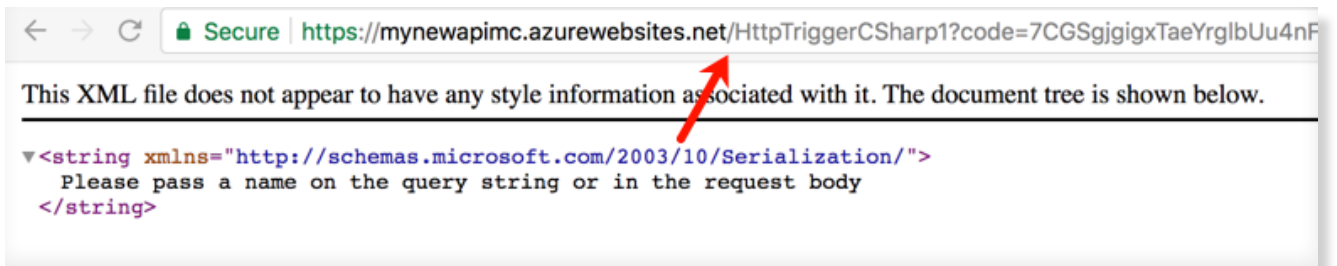 Secure https://mynewapimc.azurewebsites.net/HttpTriggerCSharp1?code=7CGSgjgigxTaeYrglbUu4nF
This XML file does not appear to have any style information associated with it. The document tree is shown below.
▼<string xmlns="http://schemas.microsoft.com/2003/10/Serialization/">
Please pass a name on the query string or in the request body
</string>